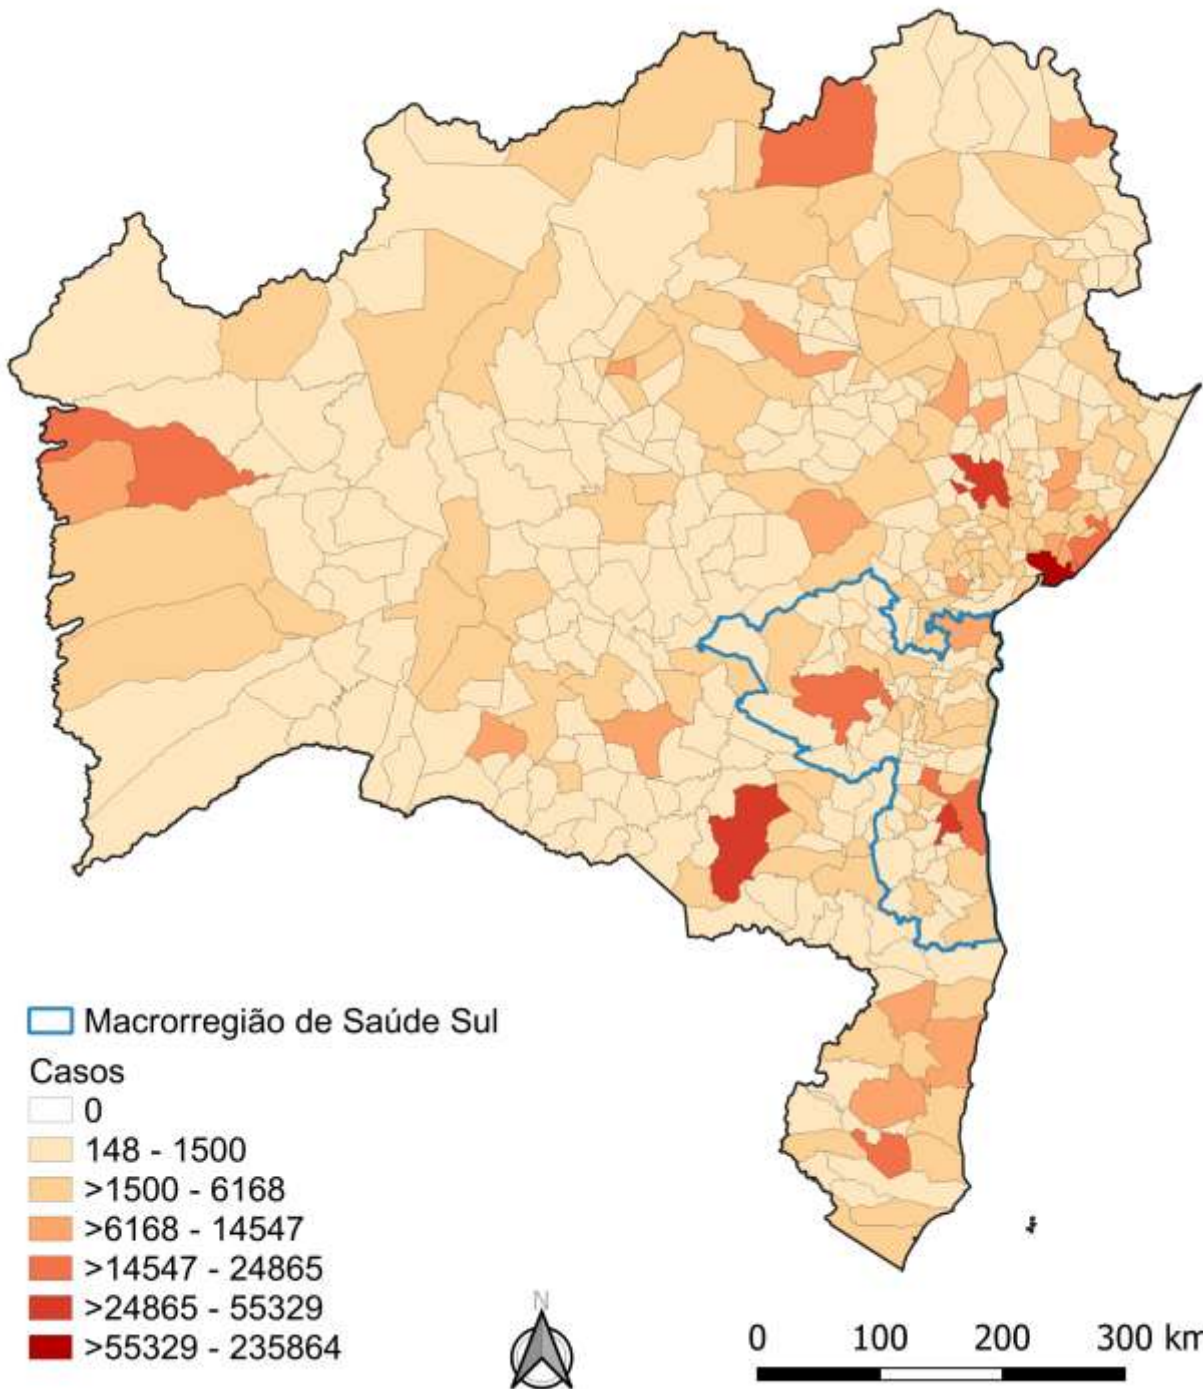 Macrorregião de Saúde Sul
Casos
0
148 - 1500
>1500 - 6168
>6168 - 14547
>14547 - 24865
>24865 - 55329
>55329 - 235864
N
0 100 200 300 km